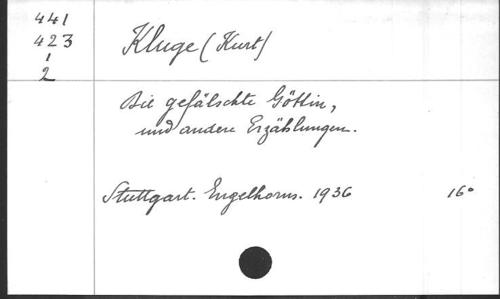 441
423
1
2
Kluge (Kurt)
Die gefälschte Göttin,
und andere Erzählungen.
Stuttgart. Engelhorns. 1936 16°